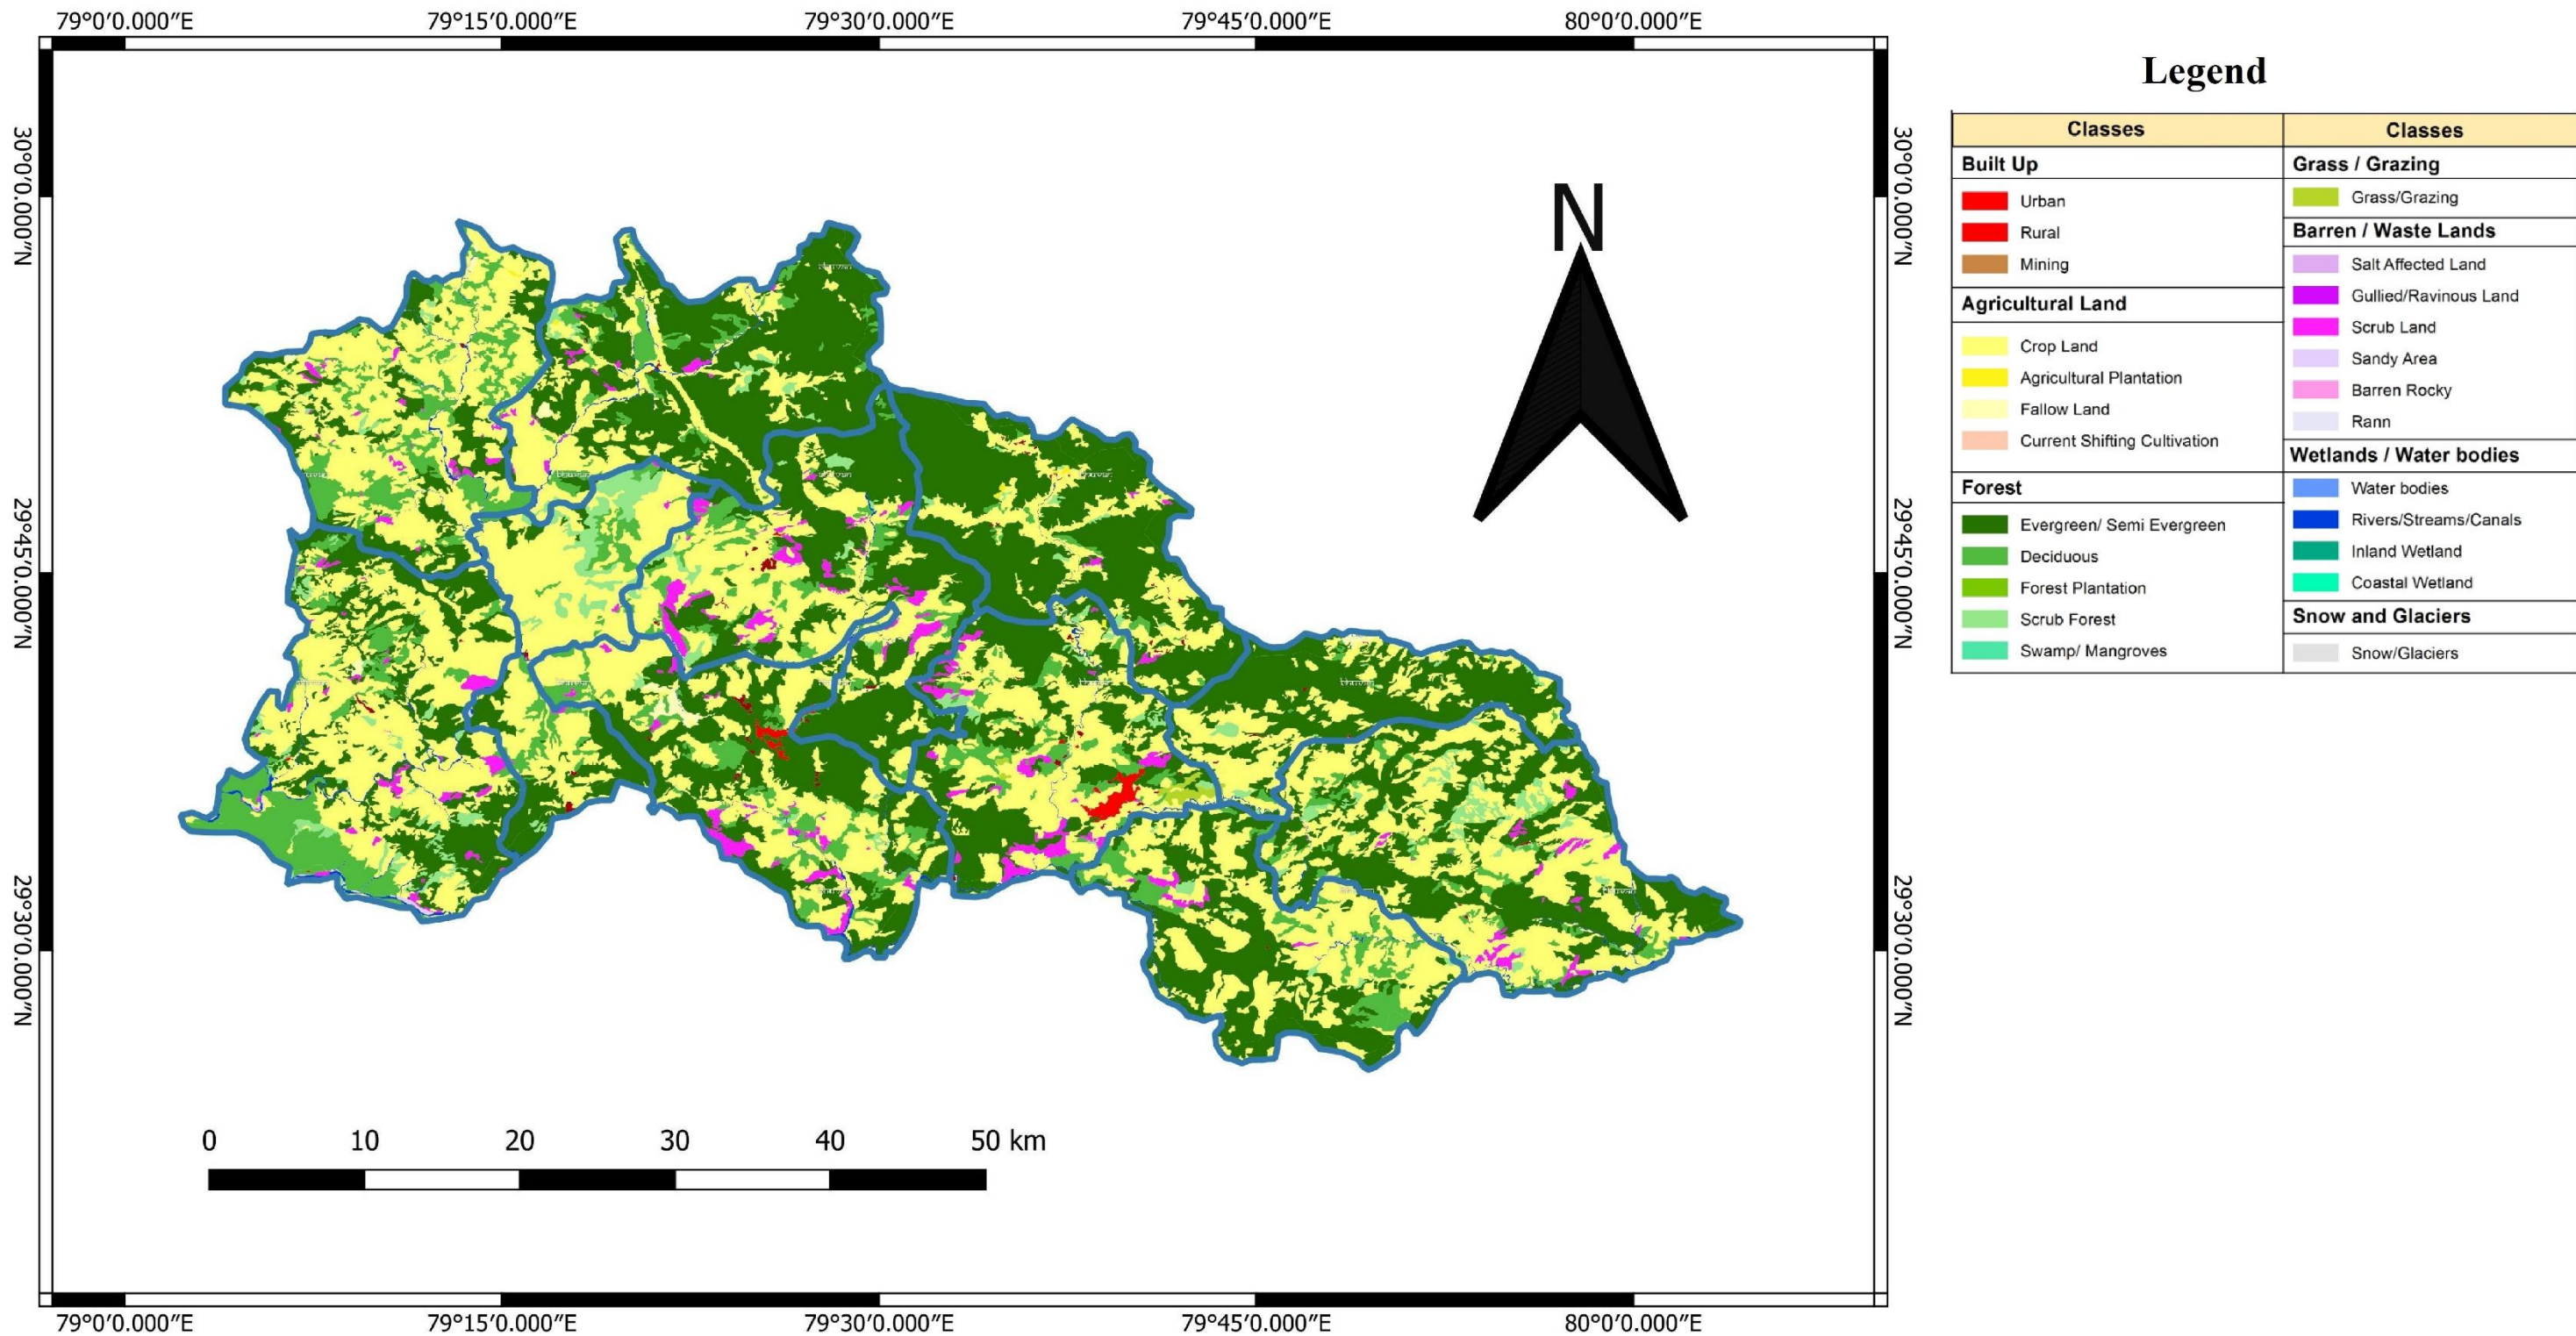 79°0′0.000″E 79°15′0.000″E 79°30′0.000″E 79°45′0.000″E 80°0′0.000″E
30°0′0.000″N
29°45′0.000″N
29°30′0.000″N
N
30°0′0.000″N
29°45′0.000″N
29°30′0.000″N
0 10 20 30 40 50 km
79°0′0.000″E 79°15′0.000″E 79°30′0.000″E 79°45′0.000″E 80°0′0.000″E
Legend
Classes
Built Up
Urban
Rural
Mining
Agricultural Land
Crop Land
Agricultural Plantation
Fallow Land
Current Shifting Cultivation
Forest
Evergreen/ Semi Evergreen
Deciduous
Forest Plantation
Scrub Forest
Swamp/ Mangroves
Classes
Grass / Grazing
Grass/Grazing
Barren / Waste Lands
Salt Affected Land
Gullied/Ravinous Land
Scrub Land
Sandy Area
Barren Rocky
Rann
Wetlands / Water bodies
Water bodies
Rivers/Streams/Canals
Inland Wetland
Coastal Wetland
Snow and Glaciers
Snow/Glaciers